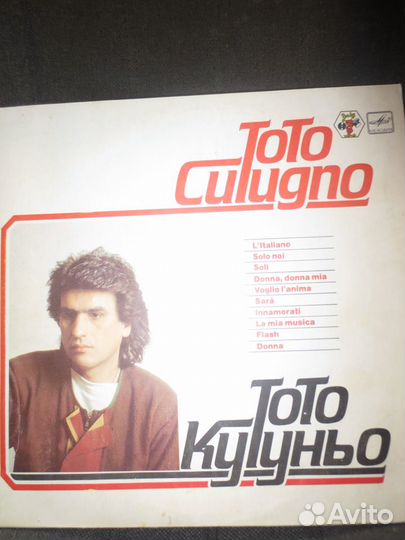 Toto
Cutugno
L'Italiano
Solo noi
Soli
Donna, donna mia
Voglio l'anima
Sarà
Innamorati
La mia musica
Flash
Donna
Тото
Кутуньо
Avito